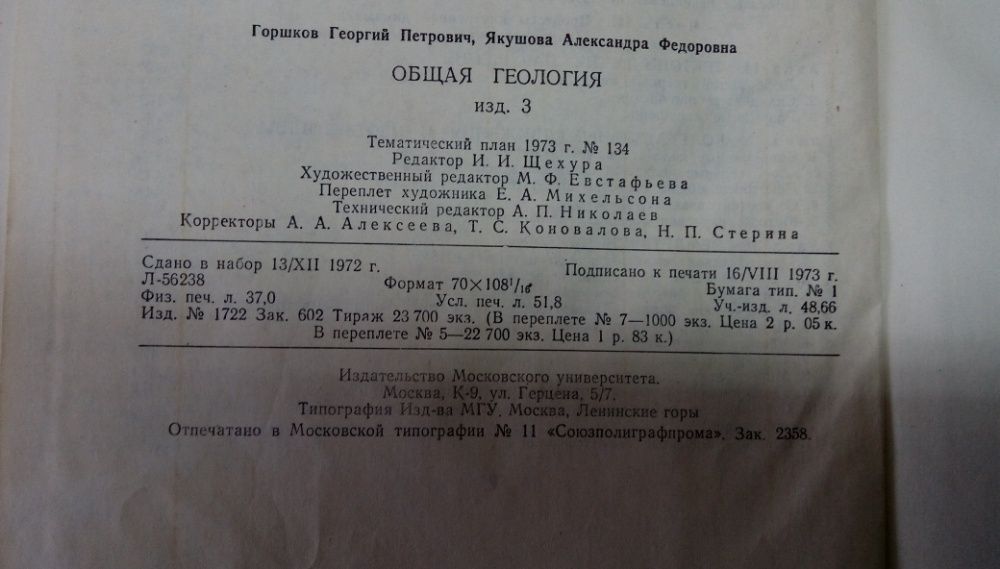 Горшков Георгий Петрович, Якушова Александра Федоровна
ОБЩАЯ ГЕОЛОГИЯ
изд. 3
Тематический план 1973 г. № 134
Редактор И. И. Щехура
Художественный редактор М. Ф. Евстафьева
Переплет художника Е. А. Михельсона
Технический редактор А. П. Николаев
Корректоры А. А. Алексеева, Т. С. Коновалова, Н. П. Стерина
Сдано в набор 13/XII 1972 г. Подписано к печати 16/VIII 1973 г.
Л-56238 Формат 70×108¹/₁₆ Бумага тип. № 1
Физ. печ. л. 37,0 Усл. печ. л. 51,8 Уч.-изд. л. 48,66
Изд. № 1722 Зак. 602 Тираж 23 700 экз. (В переплете № 7—1000 экз. Цена 2 р. 05 к.
В переплете № 5—22 700 экз. Цена 1 р. 83 к.)
Издательство Московского университета.
Москва, К-9, ул. Герцена, 5/7.
Типография Изд-ва МГУ. Москва, Ленинские горы
Отпечатано в Московской типографии № 11 «Союзполиграфпрома». Зак. 2358.